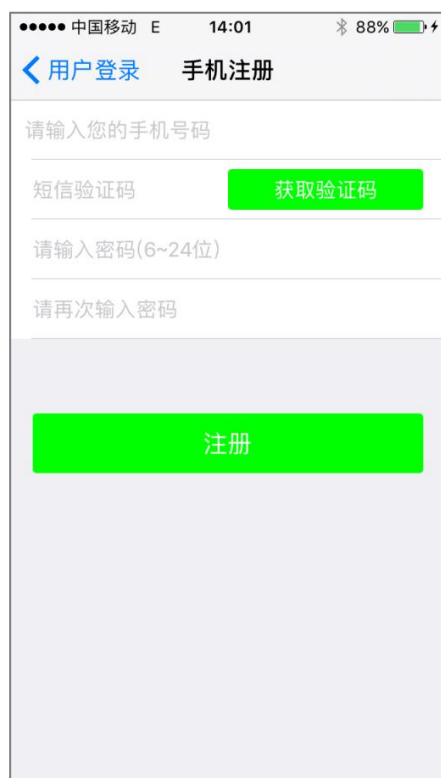 中国移动 E 14:01 88%
用户登录 手机注册
请输入您的手机号码
短信验证码 获取验证码
请输入密码(6~24位)
请再次输入密码
注册